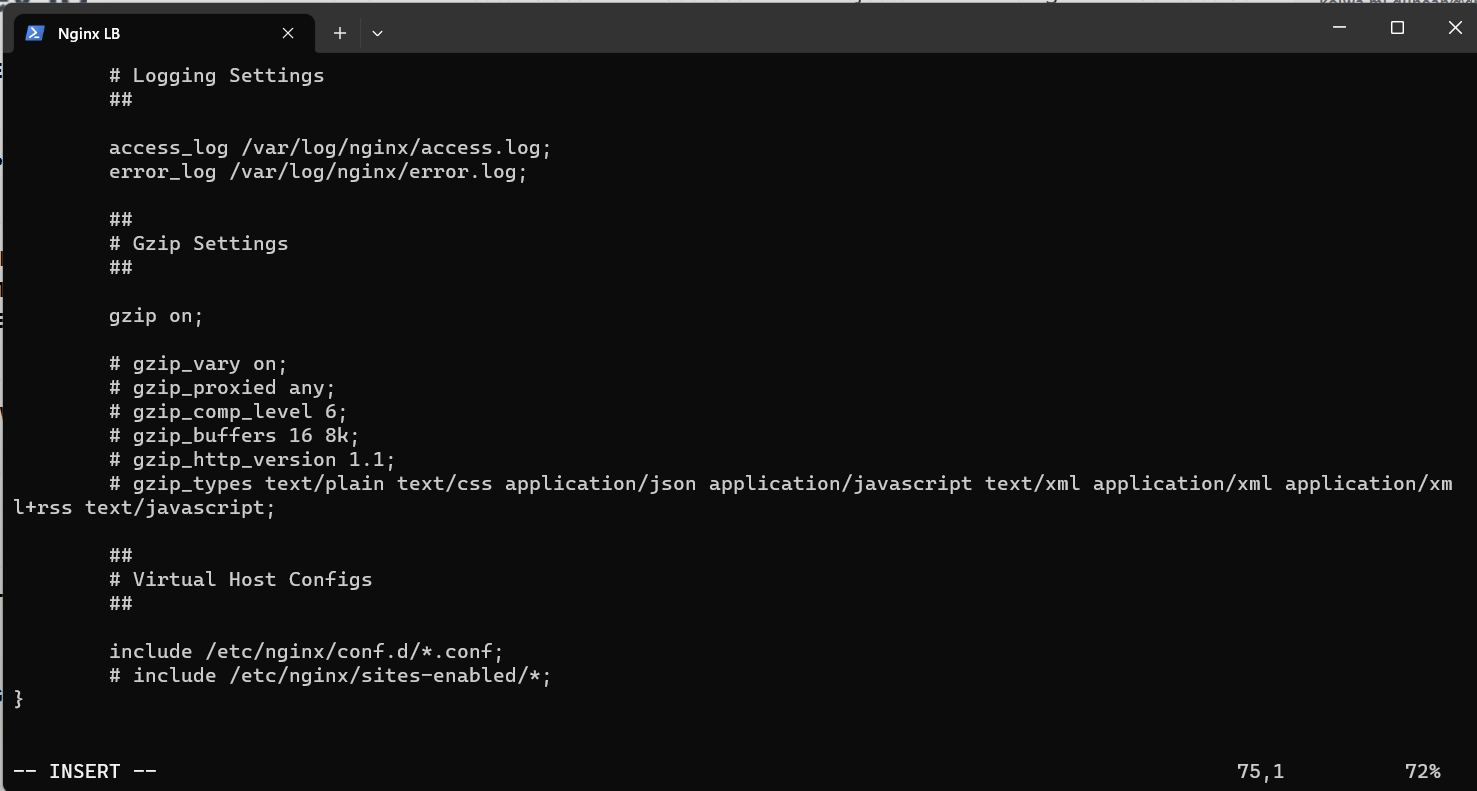 Nginx LB
# Logging Settings
##
access_log /var/log/nginx/access.log;
error_log /var/log/nginx/error.log;
##
# Gzip Settings
##
gzip on;
# gzip_vary on;
# gzip_proxied any;
# gzip_comp_level 6;
# gzip_buffers 16 8k;
# gzip_http_version 1.1;
# gzip_types text/plain text/css application/json application/javascript text/xml application/xml application/xm
l+rss text/javascript;
##
# Virtual Host Configs
##
include /etc/nginx/conf.d/*.conf;
# include /etc/nginx/sites-enabled/*;
}
-- INSERT -- 75,1 72%